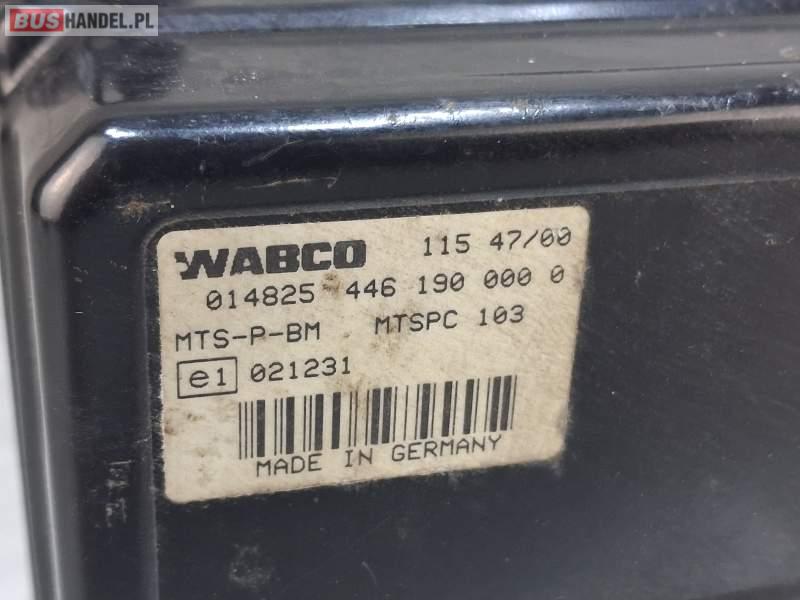 BUSHANDEL.PL
WABCO 115 47/00
014825 446 190 000 0
MTS-P-BM MTSPC 103
e1 021231
MADE IN GERMANY